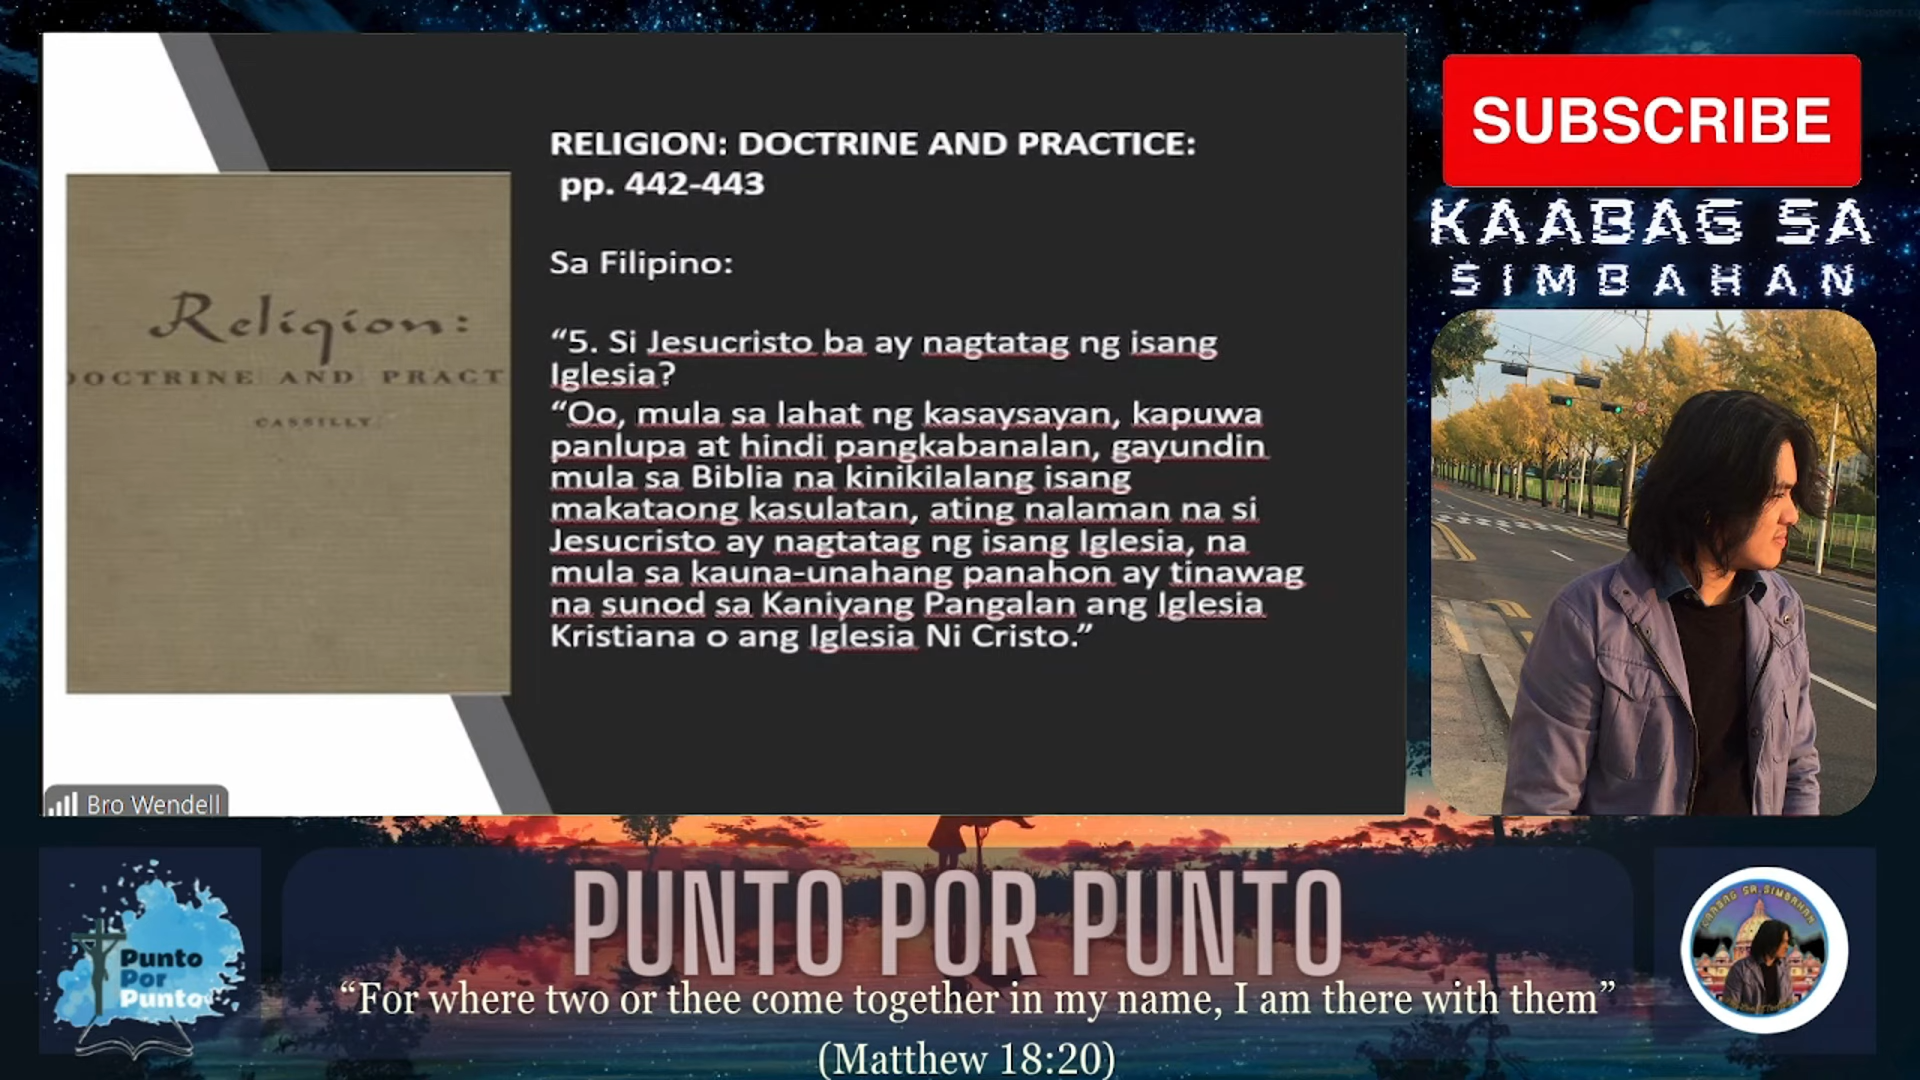 RELIGION: DOCTRINE AND PRACTICE:
pp. 442-443
Sa Filipino:
“5. Si Jesucristo ba ay nagtatag ng isang
Iglesia?
“Oo, mula sa lahat ng kasaysayan, kapuwa
panlupa at hindi pangkabanalan, gayundin
mula sa Biblia na kinikilalang isang
makataong kasulatan, ating nalaman na si
Jesucristo ay nagtatag ng isang Iglesia, na
mula sa kauna-unahang panahon ay tinawag
na sunod sa Kaniyang Pangalan ang Iglesia
Kristiana o ang Iglesia Ni Cristo.”
Religion:
DOCTRINE AND PRACT
CASSILLY
Bro Wendell
SUBSCRIBE
KAABAG SA
SIMBAHAN
Punto
Por
Punto
PUNTO POR PUNTO
“For where two or thee come together in my name, I am there with them”
(Matthew 18:20)
KAABAG SA SIMBAHAN